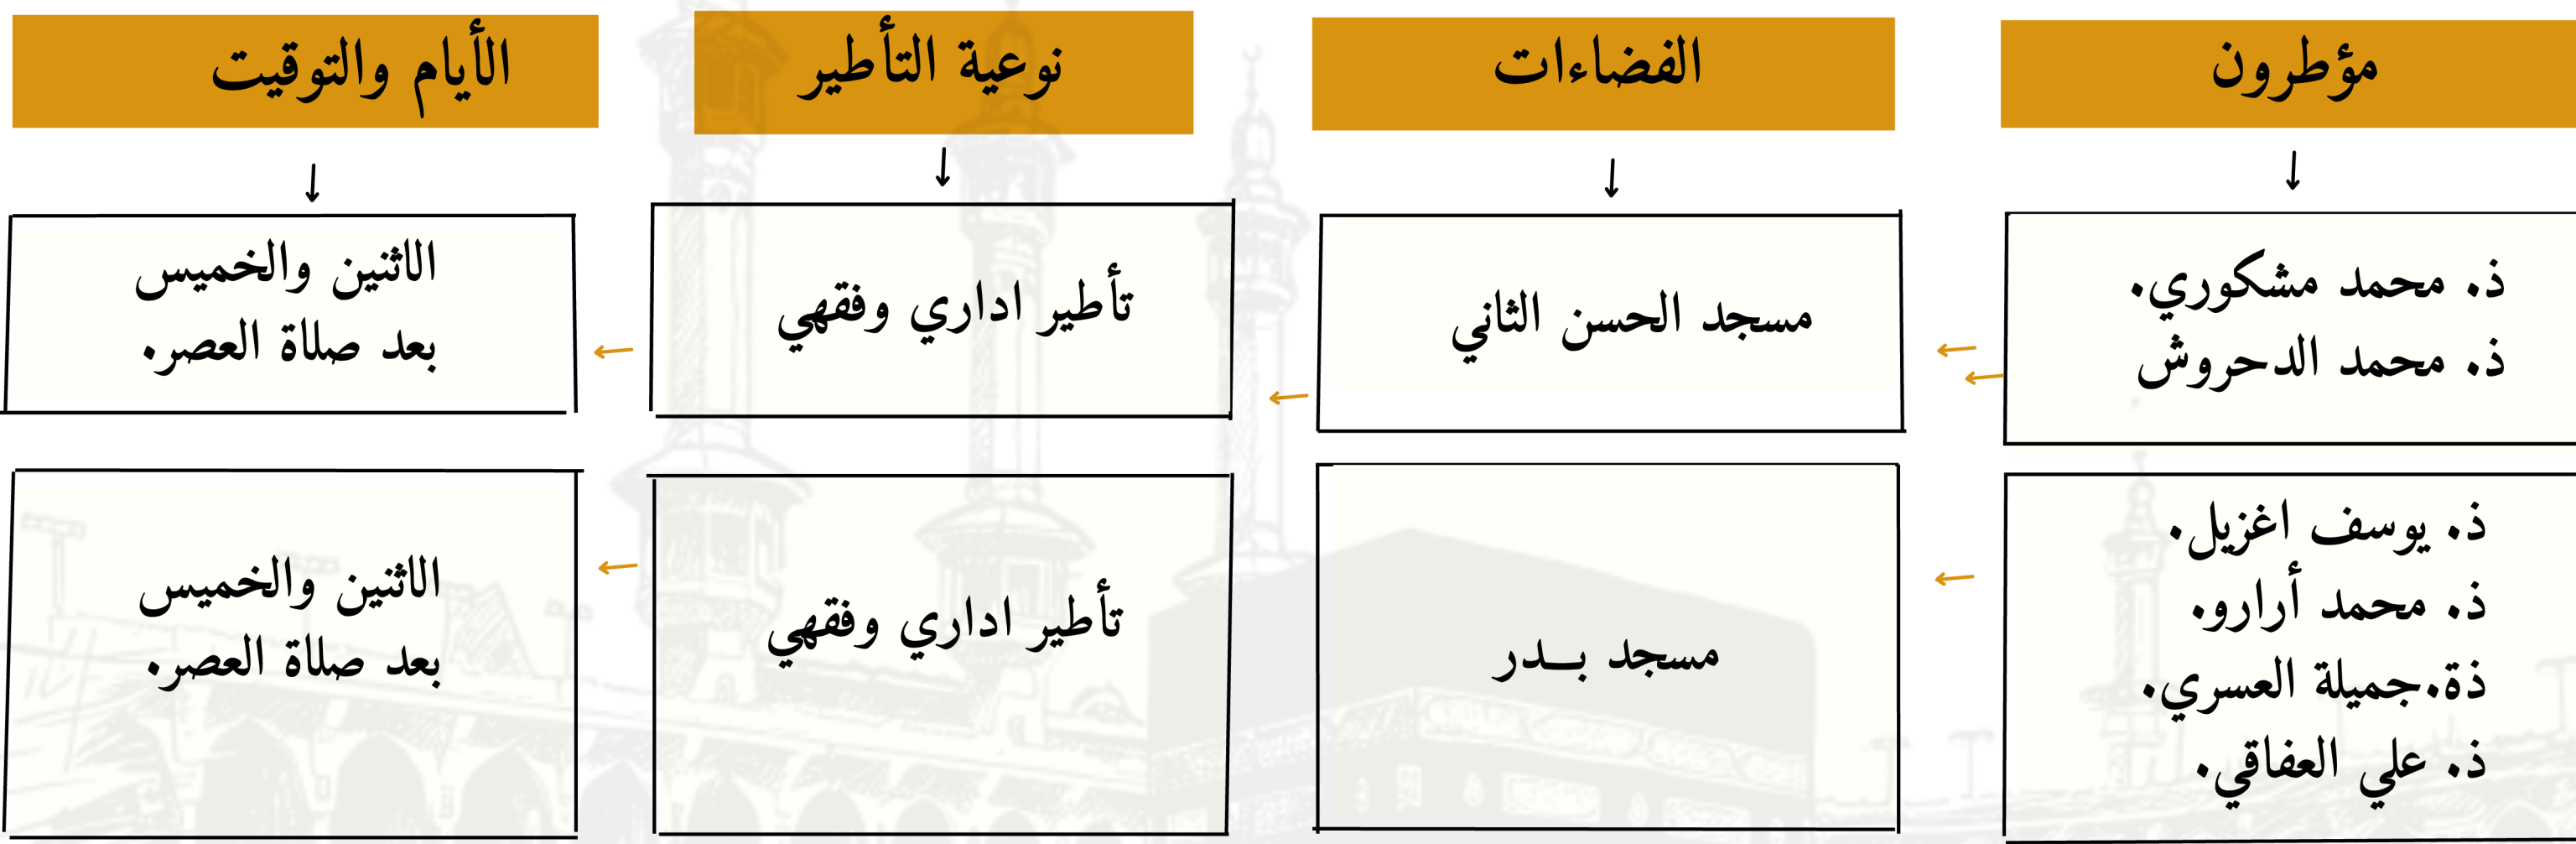 مؤطرون
الفضاءات
نوعية التأطير
الأيام والتوقيت
ذ. محمد مشكوري.
ذ. محمد الدحروش
مسجد الحسن الثاني
تأطير اداري وفقهي
الاثنين والخميس
بعد صلاة العصر.
ذ. يوسف اغزيل.
ذ. محمد أرارو.
ذة.جميلة العسري.
ذ. علي العفاقي.
مسجد بــدر
تأطير اداري وفقهي
الاثنين والخميس
بعد صلاة العصر.